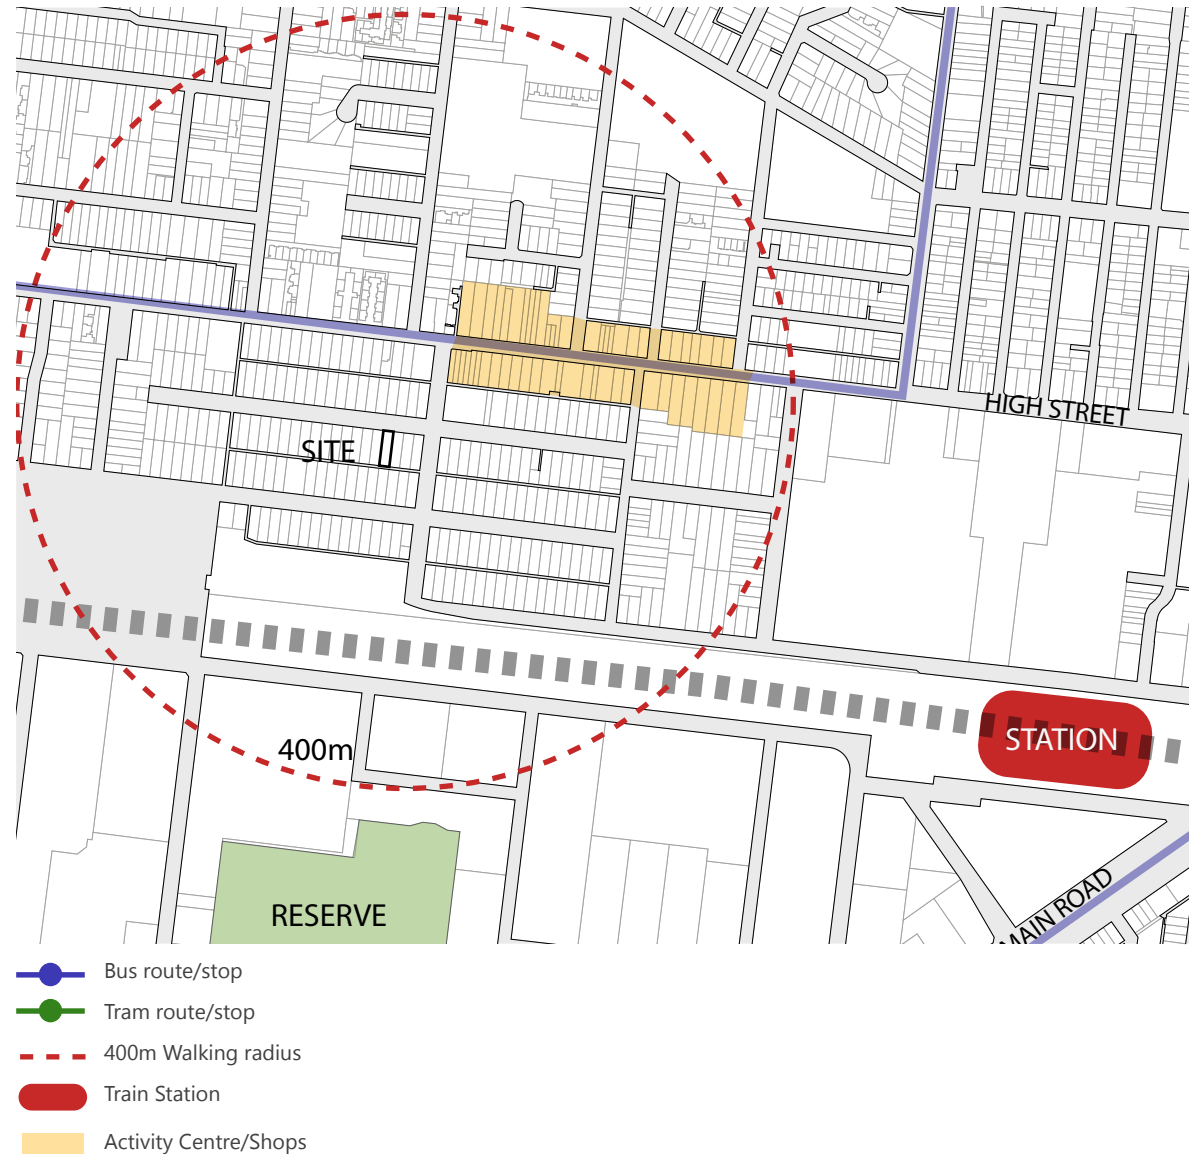 HIGH STREET
SITE
STATION
400m
RESERVE
MAIN ROAD
Bus route/stop
Tram route/stop
400m Walking radius
Train Station
Activity Centre/Shops